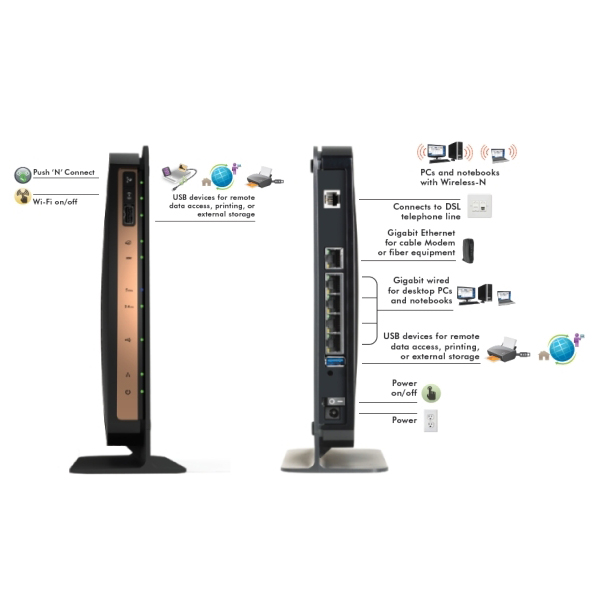 Push 'N' Connect
Wi-Fi on/off
USB devices for remote
data access, printing, or
external storage
PCs and notebooks
with Wireless-N
Connects to DSL
telephone line
Gigabit Ethernet
for cable Modem
or fiber equipment
Gigabit wired
for desktop PCs
and notebooks
USB devices for remote
data access, printing,
or external storage
Power
on/off
Power